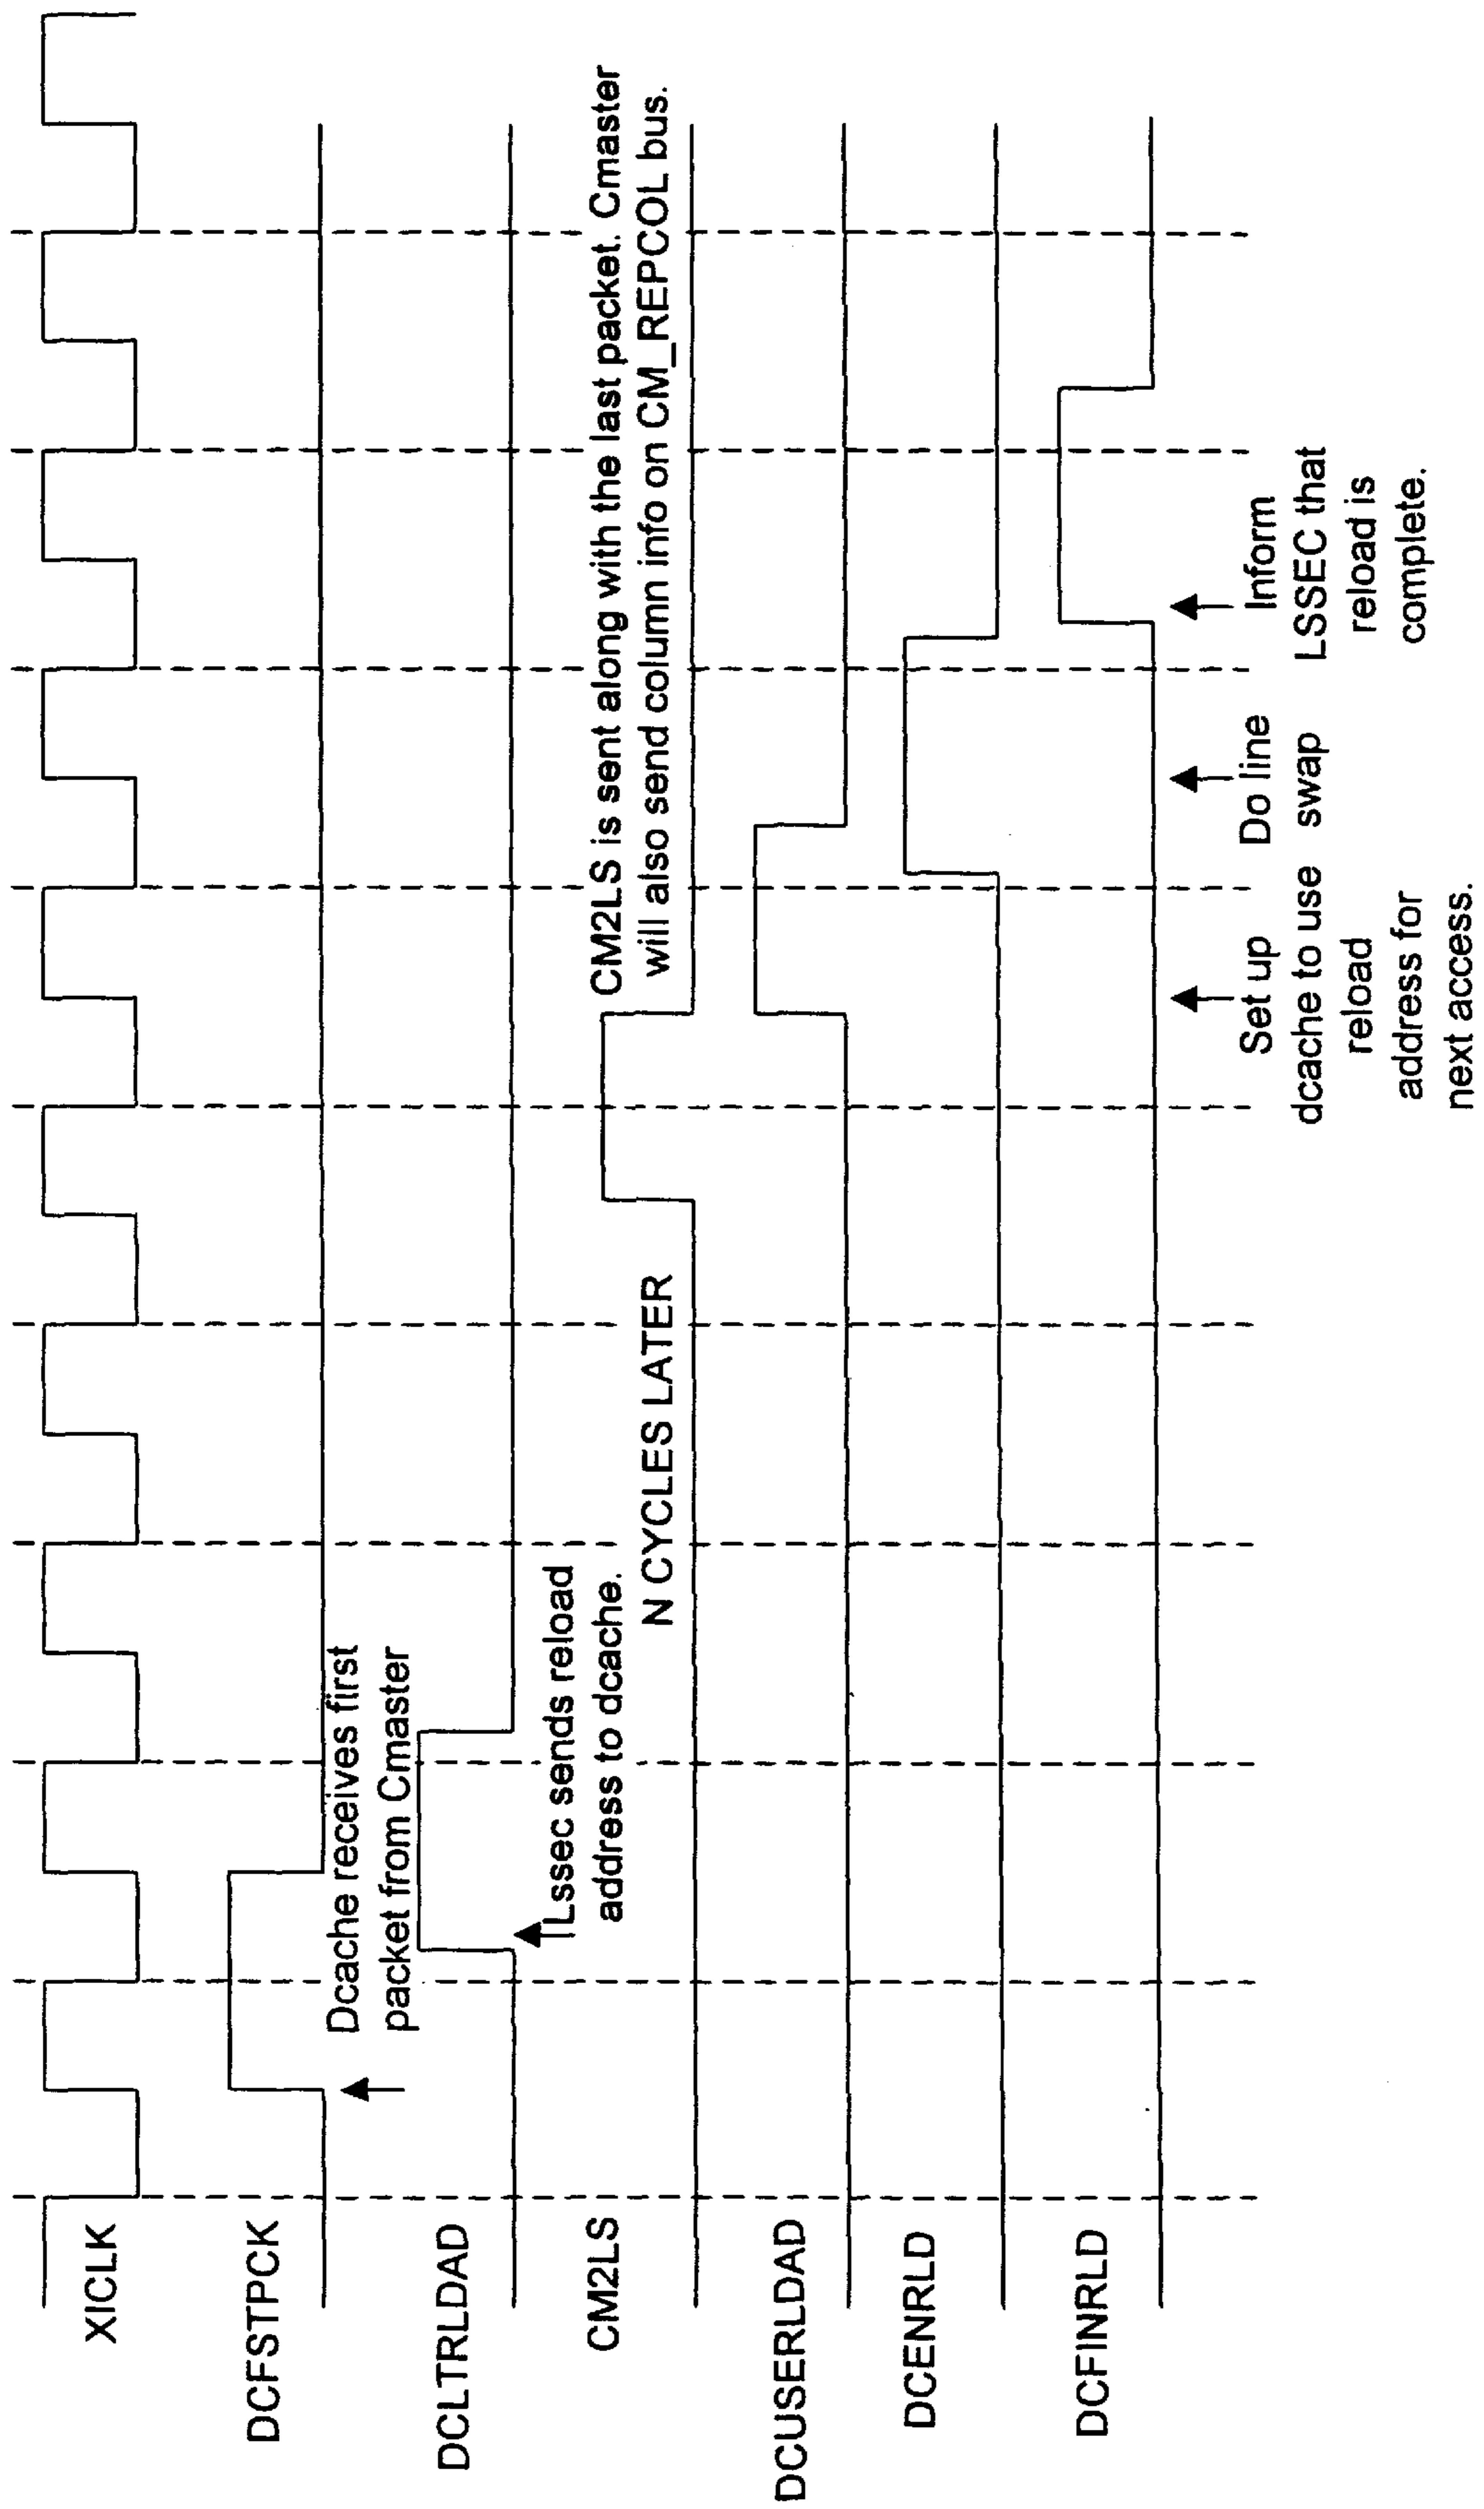 XICLK
DCFSTPCK
Dcache receives first
packet from Cmaster
DCLTRLDAD
Lssec sends reload
address to dcache.
CM2LS
N CYCLES LATER
CM2LS is sent along with the last packet. Cmaster
will also send column info on CM_REPCOL bus.
DCUSERLDAD
DCENRLD
DCFINRLD
Set up
dcache to use
reload
address for
next access.
Do line
swap
Inform
LSSEC that
reload is
complete.